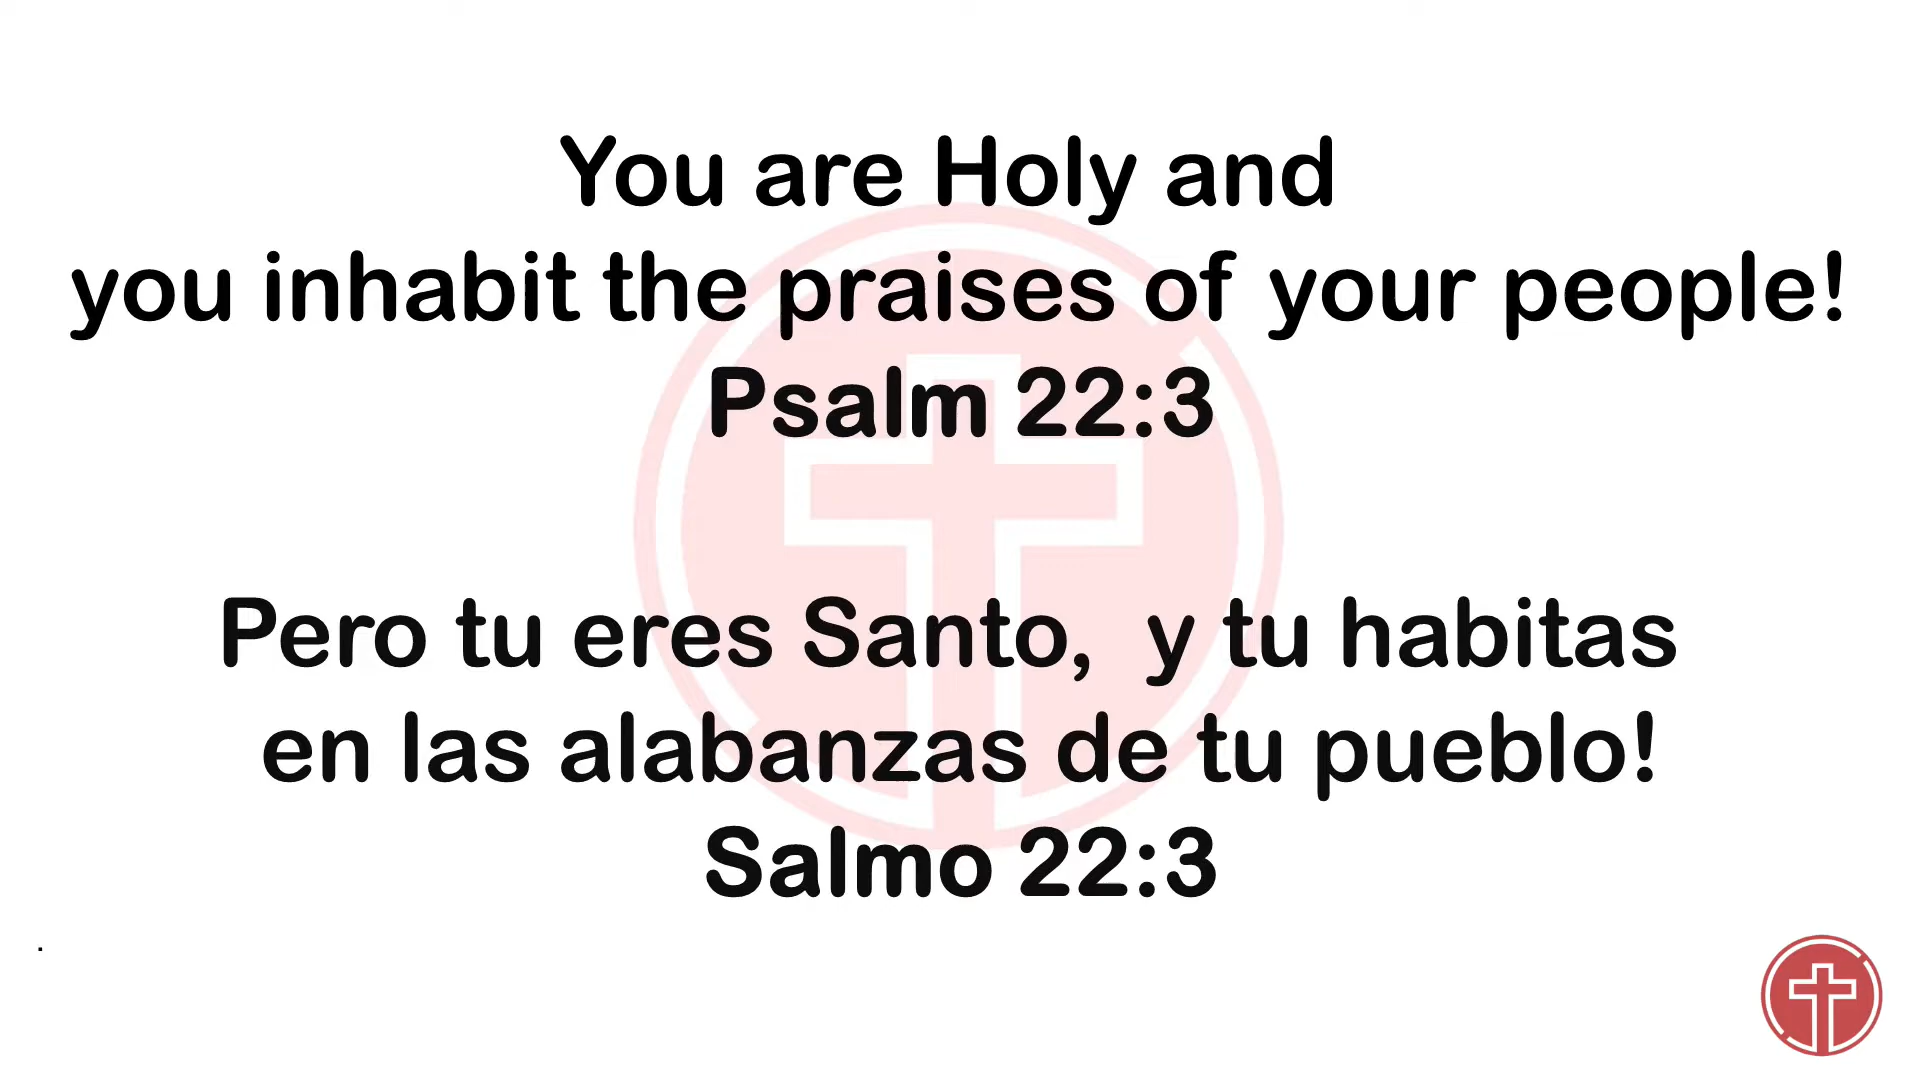 You are Holy and
you inhabit the praises of your people!
Psalm 22:3
Pero tu eres Santo,  y tu habitas
en las alabanzas de tu pueblo!
Salmo 22:3
.